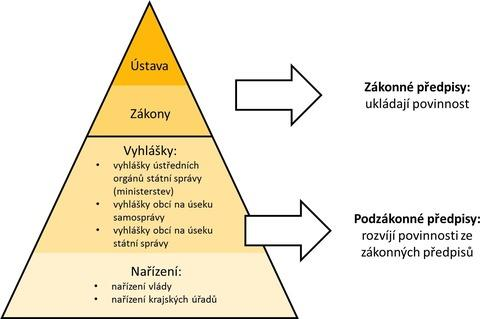 Ústava
Zákony
Zákonné předpisy:
ukládají povinnost
Vyhlášky:
• vyhlášky ústředních
orgánů státní správy
(ministerstev)
• vyhlášky obcí na úseku
samosprávy
• vyhlášky obcí na úseku
státní správy
Podzákonné předpisy:
rozvíjí povinnosti ze
zákonných předpisů
Nařízení:
• nařízení vlády
• nařízení krajských úřadů